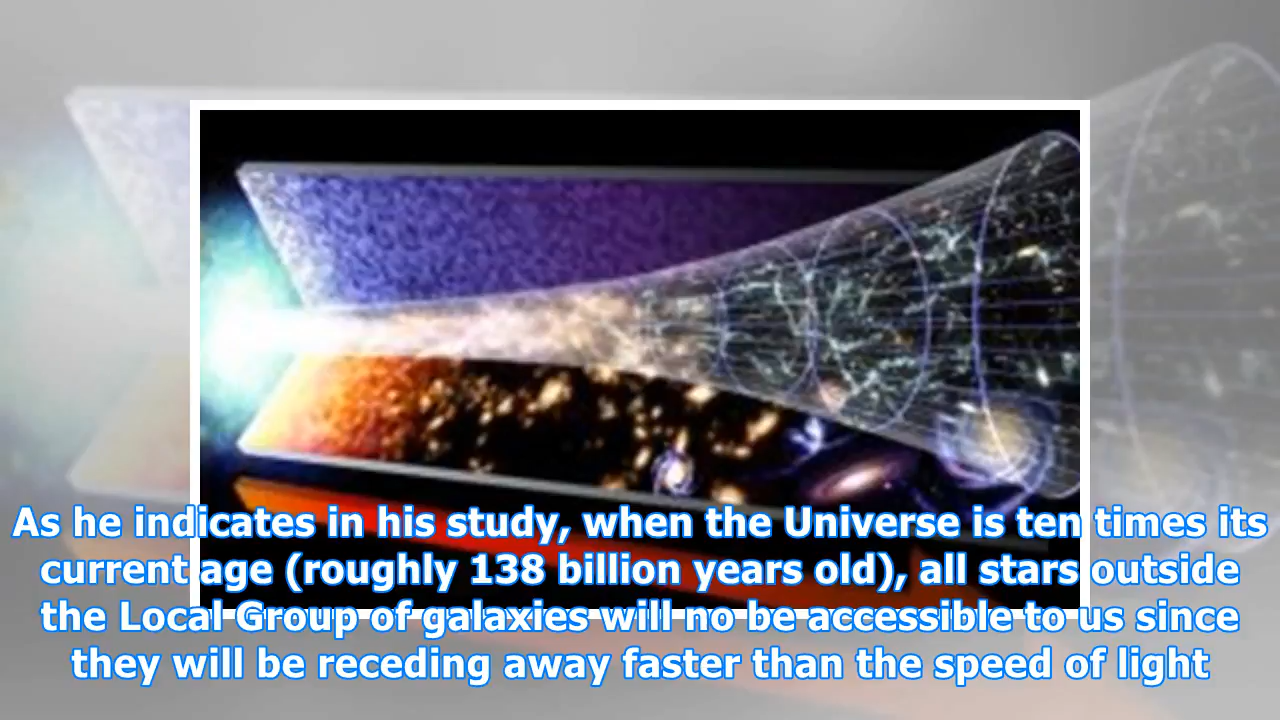 As he indicates in his study, when the Universe is ten times its
current age (roughly 138 billion years old), all stars outside
the Local Group of galaxies will no be accessible to us since
they will be receding away faster than the speed of light